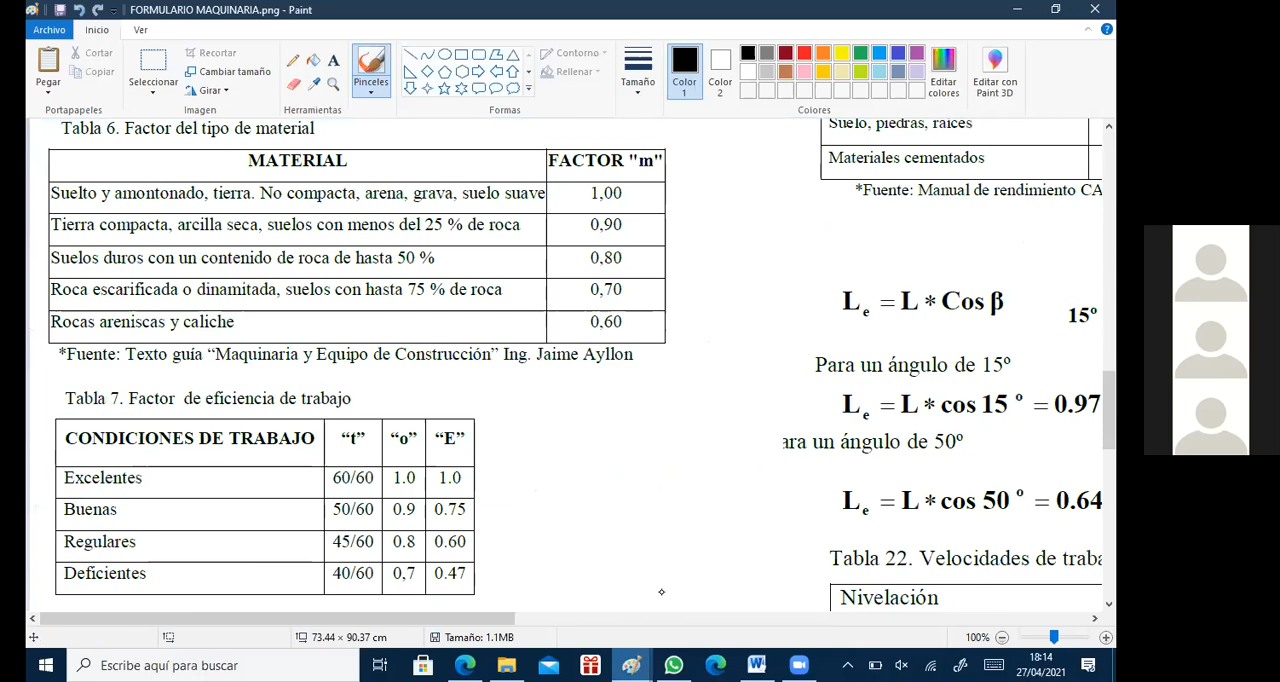 FORMULARIO MAQUINARIA.png - Paint
Archivo Inicio Ver
Pegar
Cortar
Copiar
Portapapeles
Seleccionar
Recortar
Cambiar tamaño
Girar
Imagen
A
Herramientas
Pinceles
Contorno
Rellenar
Formas
Tamaño
Color 1
Color 2
Editar colores
Editar con Paint 3D
Colores
Tabla 6. Factor del tipo de material
MATERIAL FACTOR "m"
Suelto y amontonado, tierra. No compacta, arena, grava, suelo suave 1,00
Tierra compacta, arcilla seca, suelos con menos del 25 % de roca 0,90
Suelos duros con un contenido de roca de hasta 50 % 0,80
Roca escarificada o dinamitada, suelos con hasta 75 % de roca 0,70
Rocas areniscas y caliche 0,60
*Fuente: Texto guía “Maquinaria y Equipo de Construcción” Ing. Jaime Ayllon
Tabla 7. Factor de eficiencia de trabajo
CONDICIONES DE TRABAJO “t” “o” “E”
Excelentes 60/60 1.0 1.0
Buenas 50/60 0.9 0.75
Regulares 45/60 0.8 0.60
Deficientes 40/60 0,7 0.47
Suelo, piedras, raíces
Materiales cementados
*Fuente: Manual de rendimiento CA
L e = L * Cos β
15º
Para un ángulo de 15º
L e = L * cos 15 º = 0.97
ara un ángulo de 50º
L e = L * cos 50 º = 0.64
Tabla 22. Velocidades de traba
Nivelación
73.44 × 90.37 cm
Tamaño: 1.1MB
100%
Escribe aquí para buscar
18:14
27/04/2021